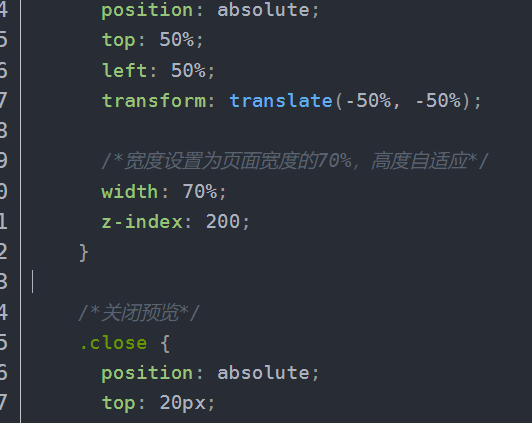 4 position: absolute;
5 top: 50%;
6 left: 50%;
7 transform: translate(-50%, -50%);
8
9 /*宽度设置为页面宽度的70%，高度自适应*/
0 width: 70%;
1 z-index: 200;
2 }
3
4 /*关闭预览*/
5 .close {
6 position: absolute;
7 top: 20px;